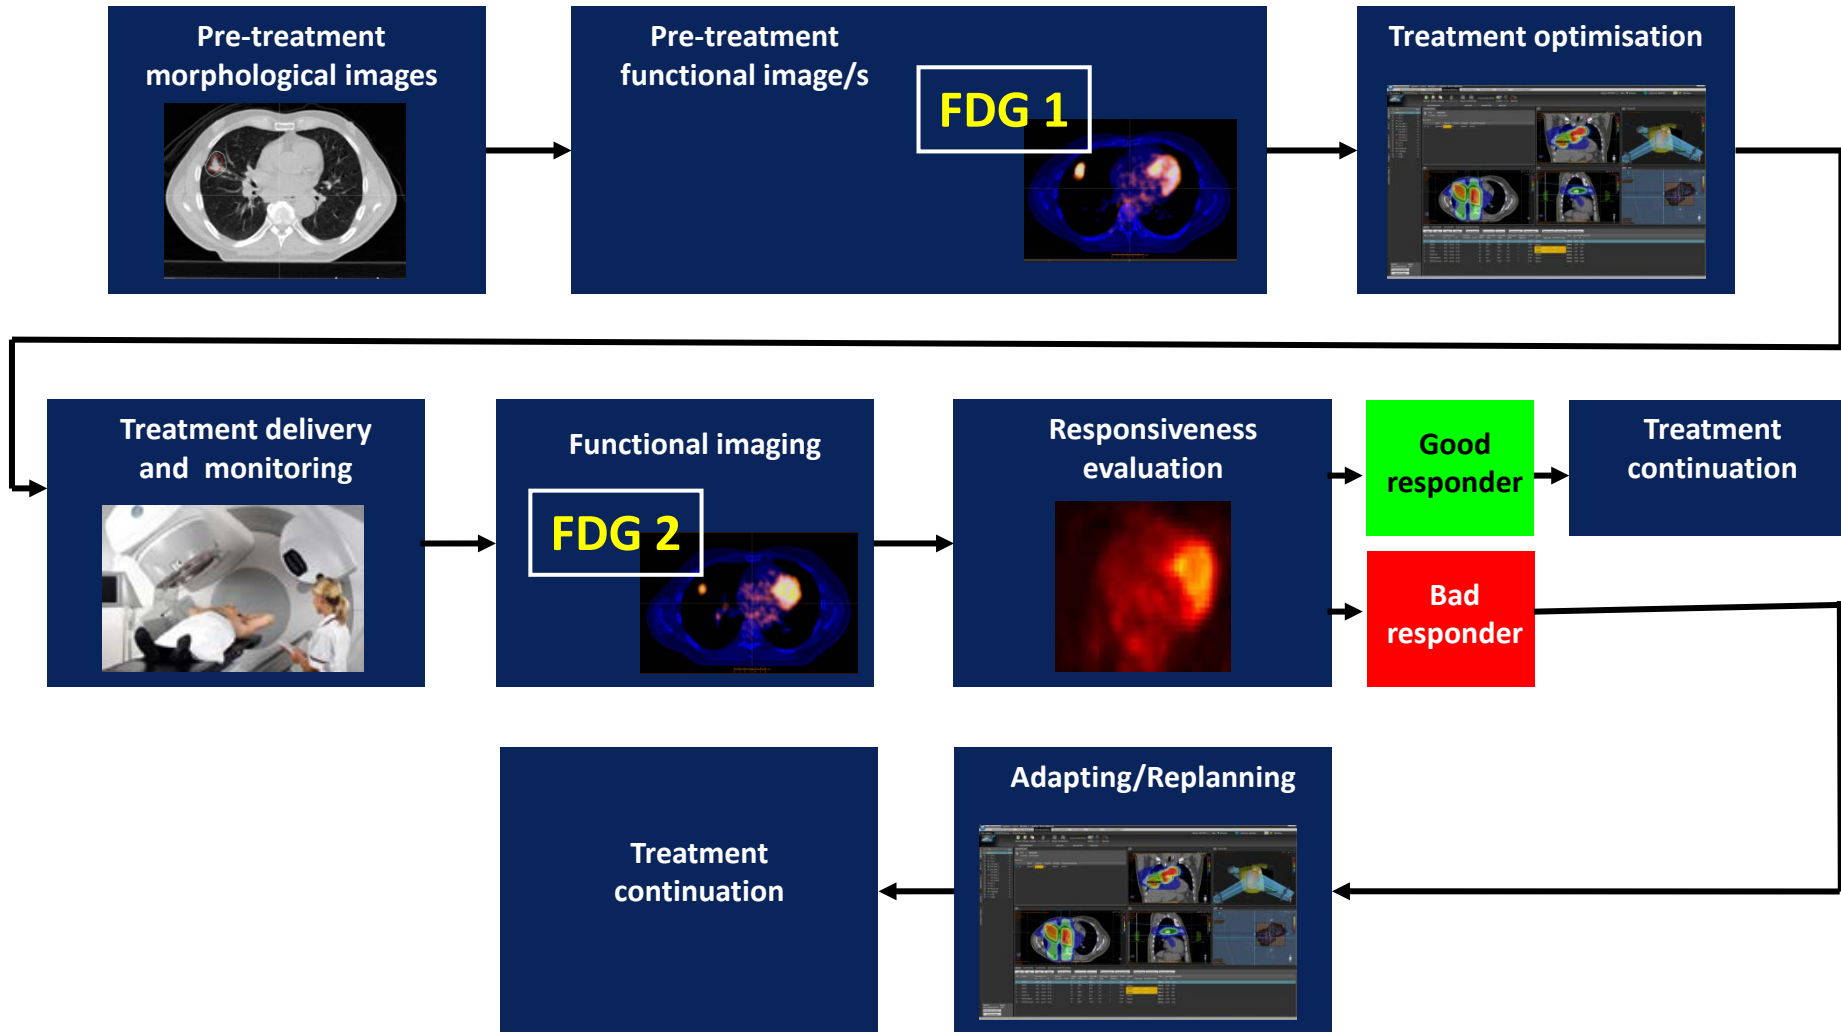 Pre-treatment
morphological images
Pre-treatment
functional image/s
FDG 1
Treatment optimisation
Treatment delivery
and  monitoring
Functional imaging
FDG 2
Responsiveness
evaluation
Good
responder
Treatment
continuation
Bad
responder
Treatment
continuation
Adapting/Replanning